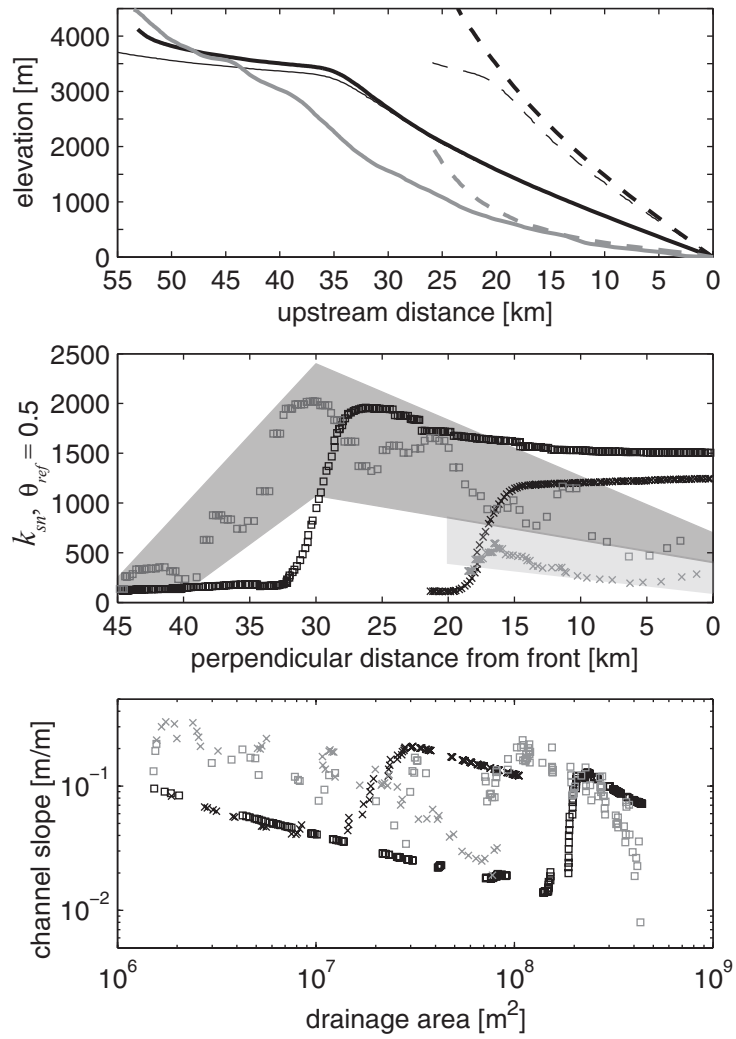 4000
3000
2000
1000
0
elevation [m]
55 50 45 40 35 30 25 20 15 10 5 0
upstream distance [km]
2500
2000
1500
1000
500
0
k_sn, θ_ref = 0.5
45 40 35 30 25 20 15 10 5 0
perpendicular distance from front [km]
10^-1
10^-2
channel slope [m/m]
10^6 10^7 10^8 10^9
drainage area [m^2]